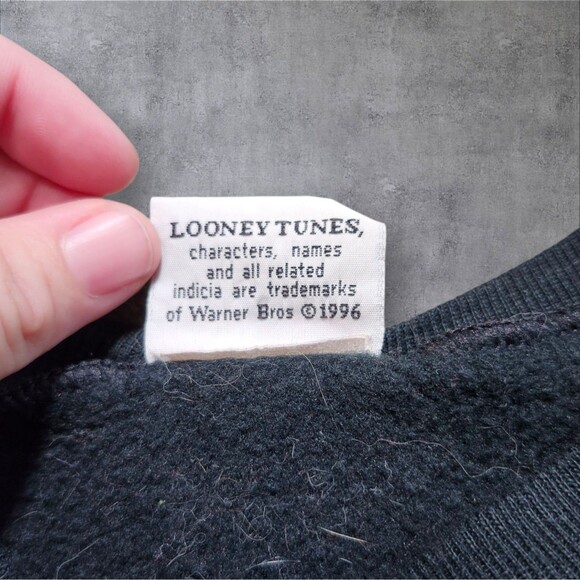 LOONEY TUNES,
characters, names
and all related
indicia are trademarks
of Warner Bros ©1996